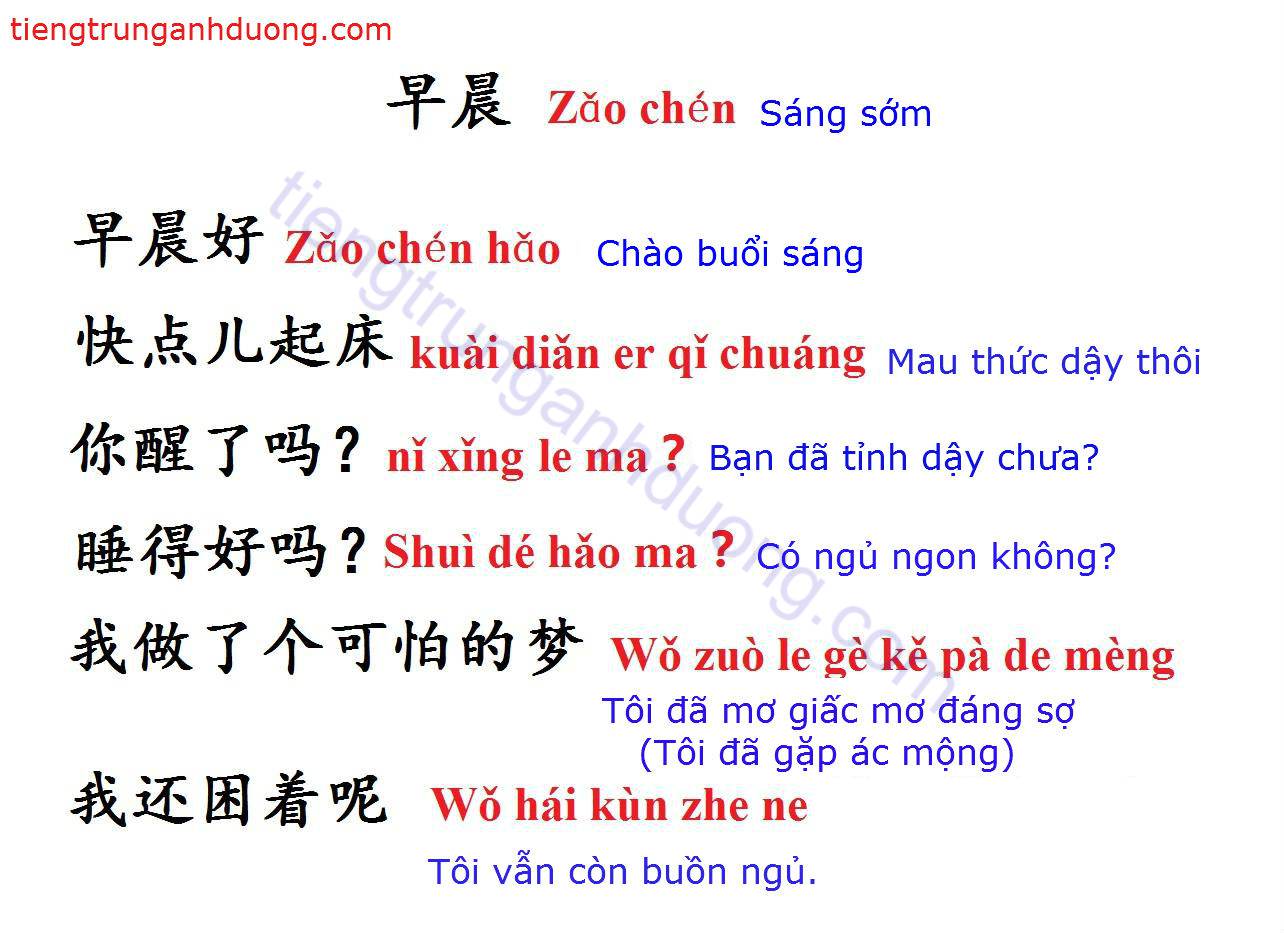 tiengtrunganhduong.com
早晨 Zǎo chén Sáng sớm
早晨好 Zǎo chén hǎo Chào buổi sáng
快点儿起床 kuài diǎn er qǐ chuáng Mau thức dậy thôi
你醒了吗？ nǐ xǐng le ma？ Bạn đã tỉnh dậy chưa?
睡得好吗？ Shuì dé hǎo ma？ Có ngủ ngon không?
我做了个可怕的梦 Wǒ zuò le gè kě pà de mèng
Tôi đã mơ giấc mơ đáng sợ
(Tôi đã gặp ác mộng)
我还困着呢 Wǒ hái kùn zhe ne
Tôi vẫn còn buồn ngủ.
tiengtrunganhduong.com